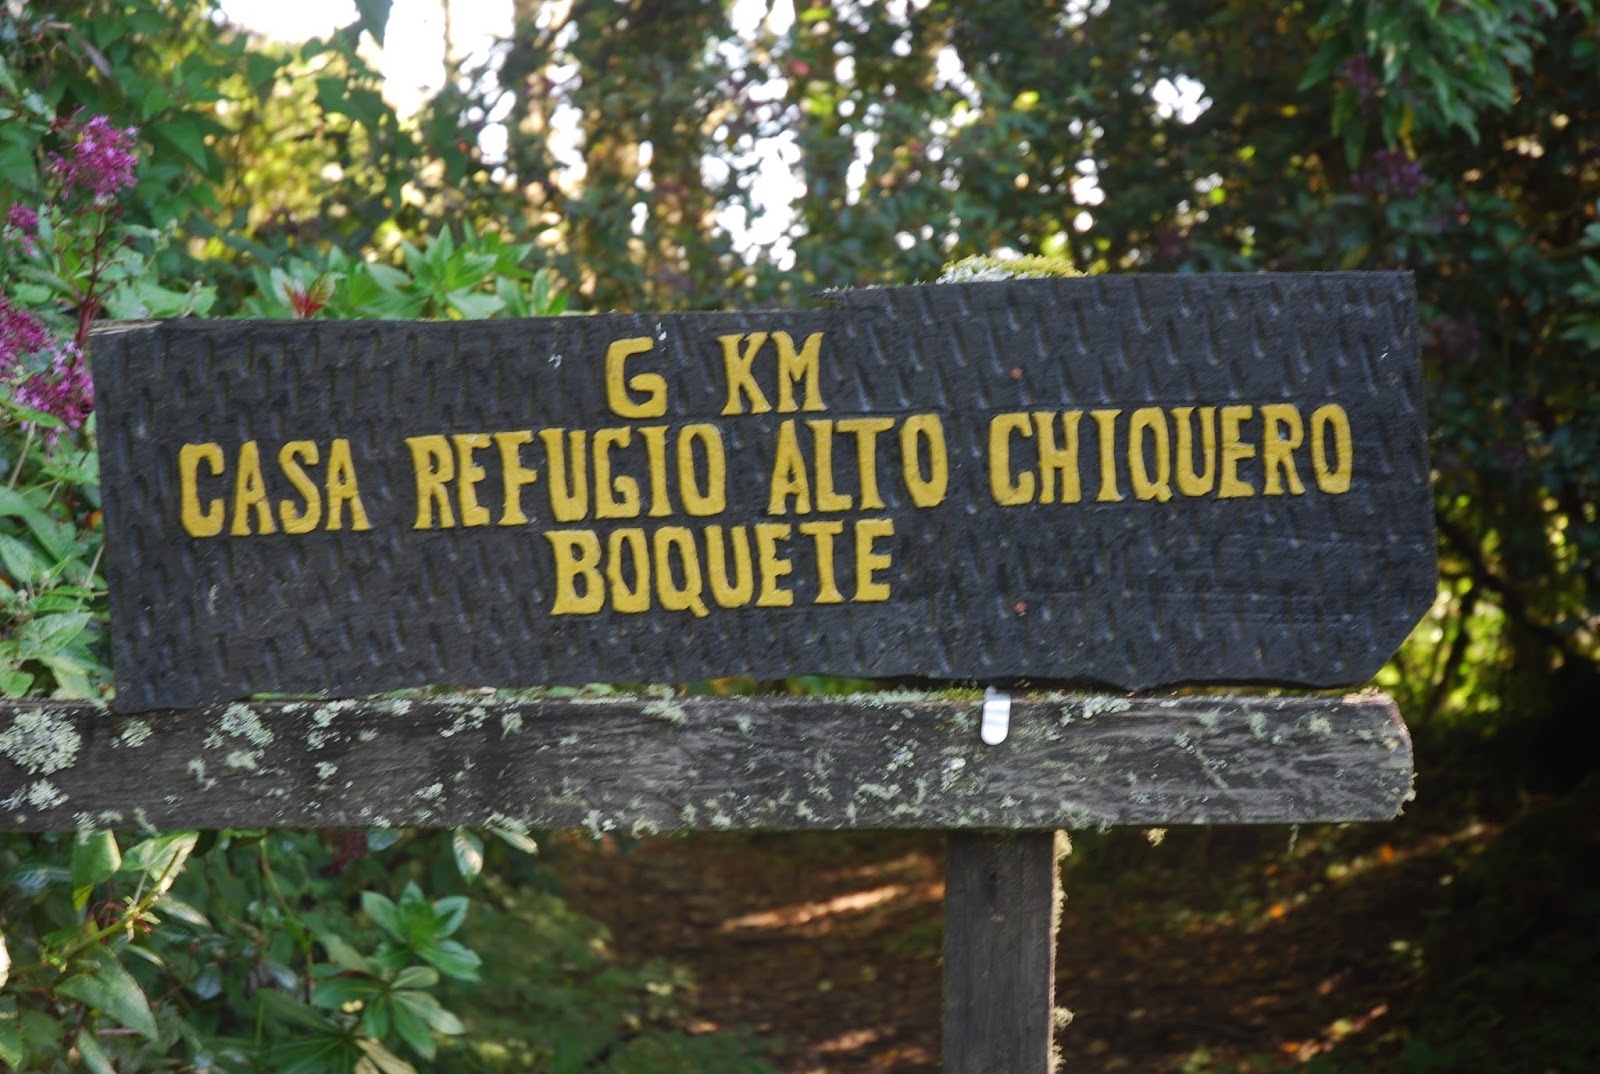 G KM
CASA REFUGIO ALTO CHIQUERO
BOQUETE